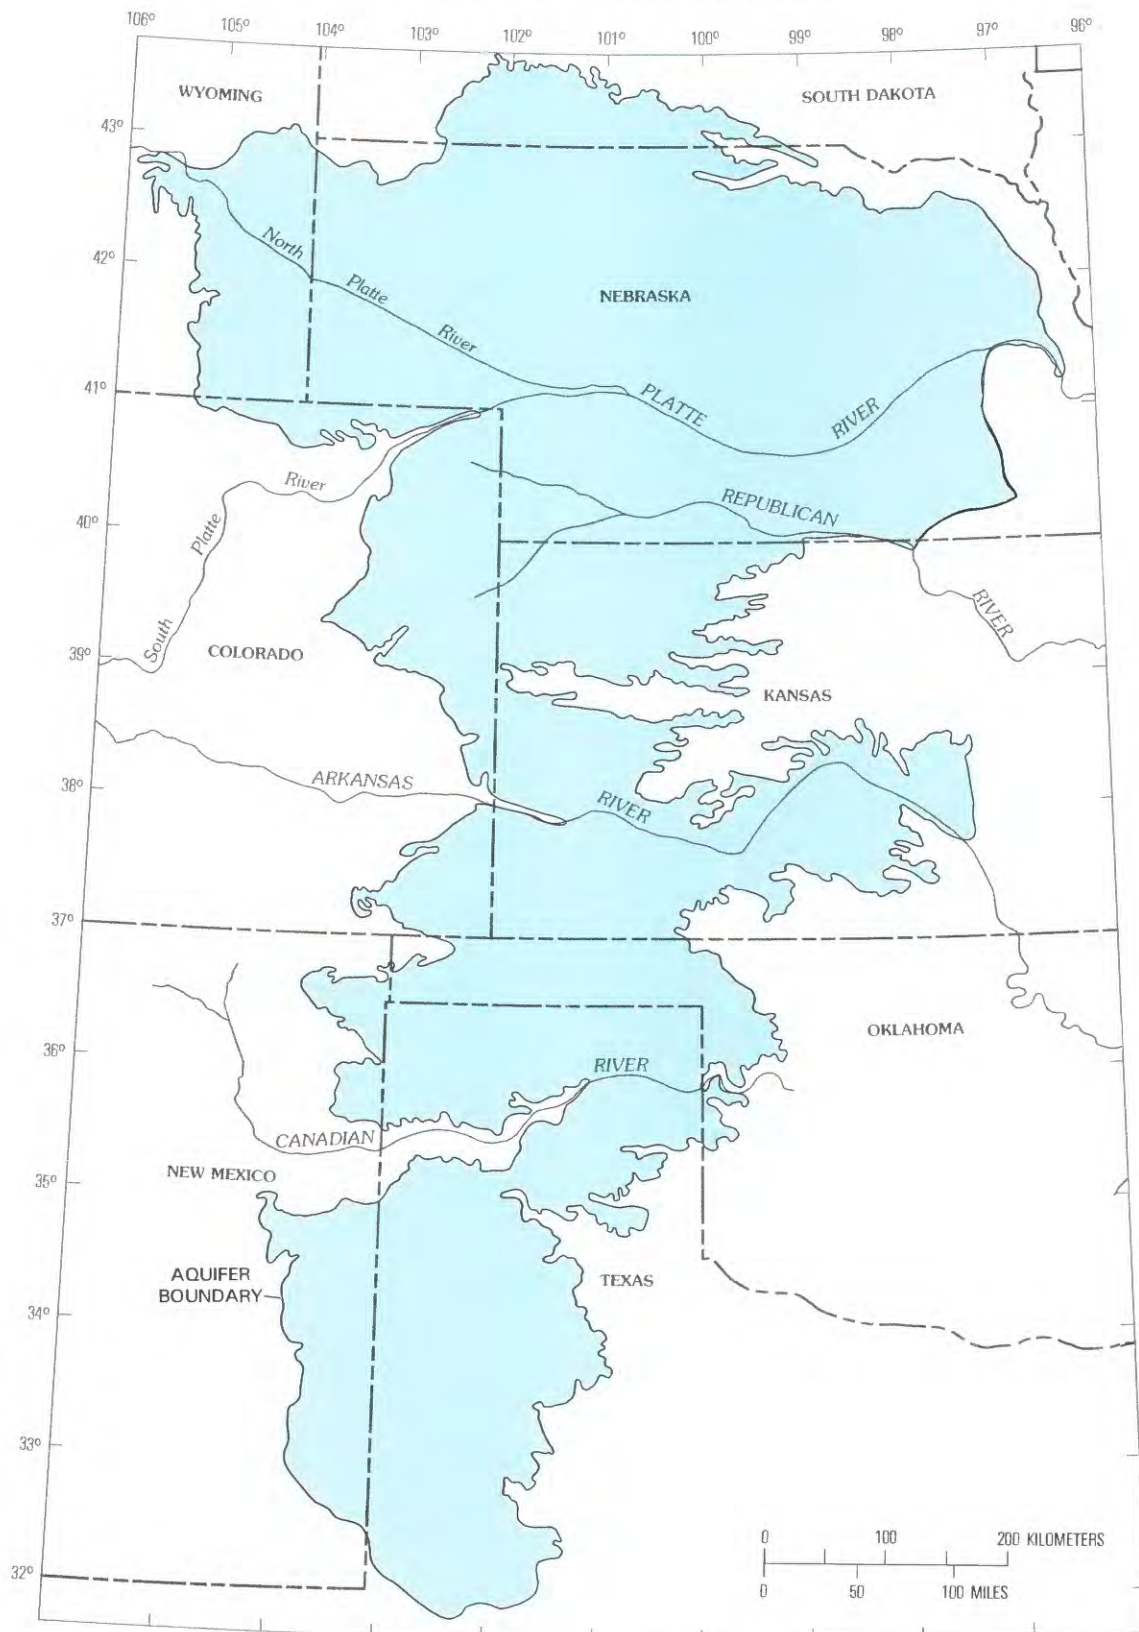 106° 105° 104° 103° 102° 101° 100° 99° 98° 97° 96°
WYOMING
SOUTH DAKOTA
43°
42°
North Platte River
NEBRASKA
41°
PLATTE RIVER
South Platte River
REPUBLICAN RIVER
40°
39°
COLORADO
KANSAS
38°
ARKANSAS RIVER
37°
OKLAHOMA
36°
CANADIAN RIVER
35°
NEW MEXICO
AQUIFER
BOUNDARY
TEXAS
34°
33°
0 100 200 KILOMETERS
0 50 100 MILES
32°